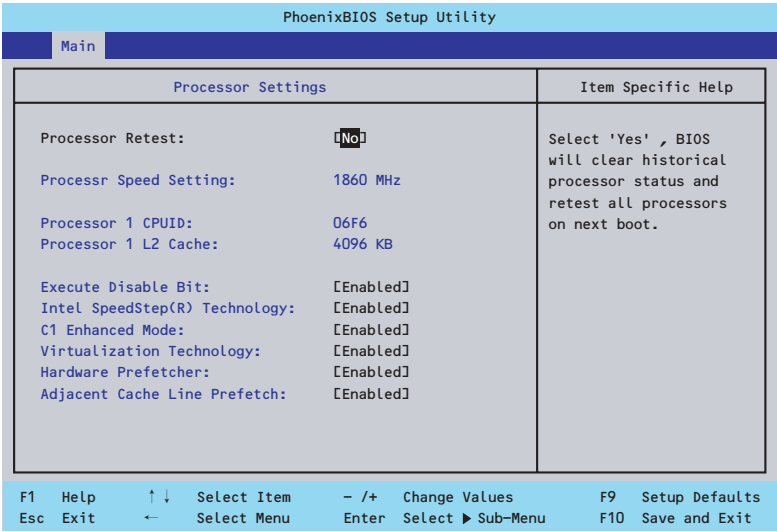 PhoenixBIOS Setup Utility
Main
Processor Settings
Item Specific Help
Processor Retest: [No]
Processr Speed Setting: 1860 MHz
Processor 1 CPUID: 06F6
Processor 1 L2 Cache: 4096 KB
Execute Disable Bit: [Enabled]
Intel SpeedStep(R) Technology: [Enabled]
C1 Enhanced Mode: [Enabled]
Virtualization Technology: [Enabled]
Hardware Prefetcher: [Enabled]
Adjacent Cache Line Prefetch: [Enabled]
Select 'Yes' , BIOS
will clear historical
processor status and
retest all processors
on next boot.
F1 Help ↑↓ Select Item - /+ Change Values F9 Setup Defaults
Esc Exit ← Select Menu Enter Select ▶ Sub-Menu F10 Save and Exit